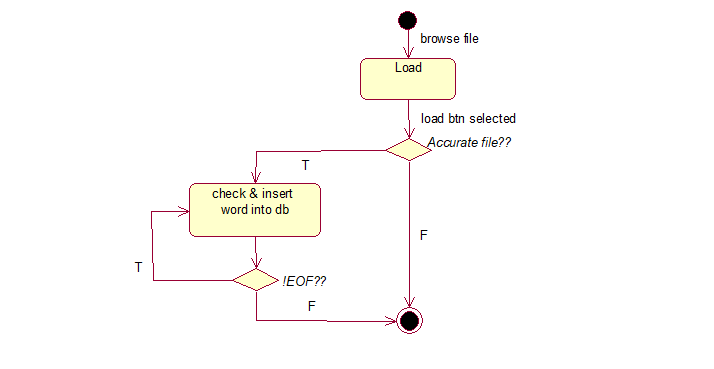 browse file
Load
load btn selected
Accurate file??
T
check & insert
word into db
F
T
!EOF??
F